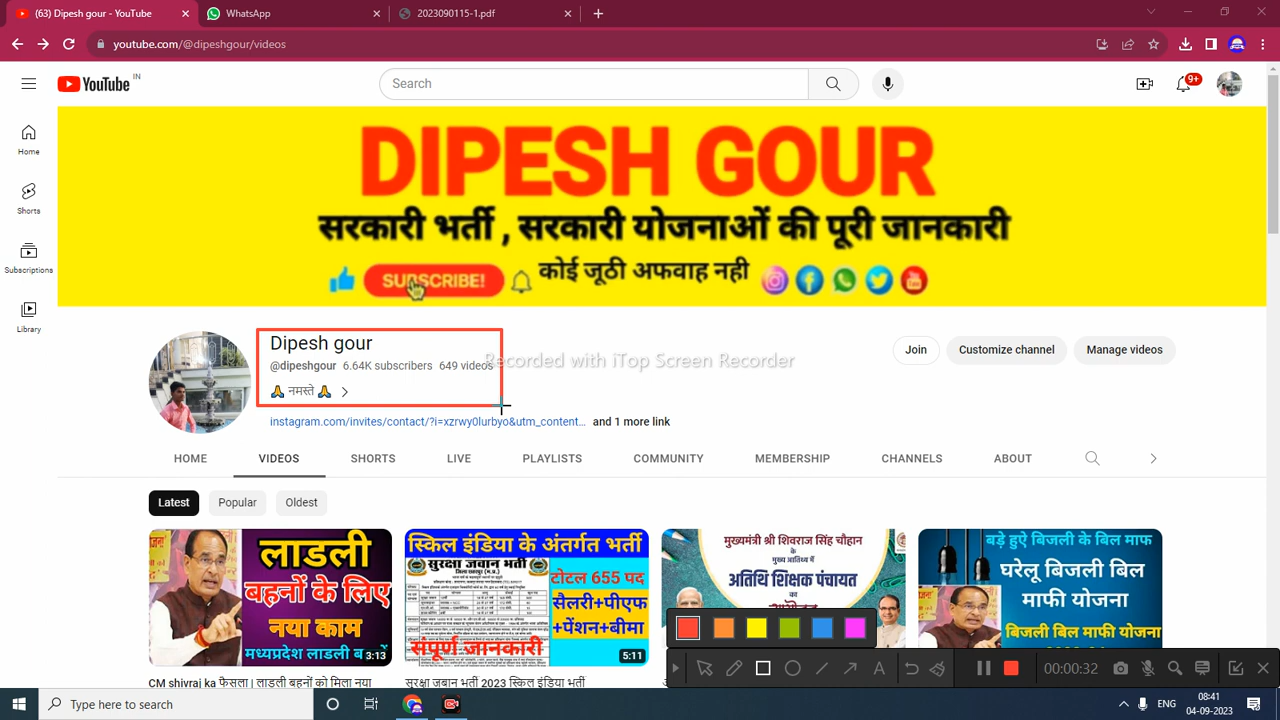 (63) Dipesh gour - YouTube
WhatsApp
2023090115-1.pdf
youtube.com/@dipeshgour/videos
YouTube IN
Search
9+
Home
Shorts
Subscriptions
Library
DIPESH GOUR
सरकारी भर्ती , सरकारी योजनाओं की पूरी जानकारी
SUBSCRIBE!
कोई जूठी अफवाह नही
Dipesh gour
@dipeshgour 6.64K subscribers 649 videos
🙏 नमस्ते 🙏
Recorded with iTop Screen Recorder
Join
Customize channel
Manage videos
instagram.com/invites/contact/?i=xzrwy0lurbyo&utm_content... and 1 more link
HOME
VIDEOS
SHORTS
LIVE
PLAYLISTS
COMMUNITY
MEMBERSHIP
CHANNELS
ABOUT
Latest
Popular
Oldest
लाडली
बहनों के लिए
नया काम
मध्यप्रदेश लाडली
3:13
स्किल इंडिया के अंतर्गत भर्ती
सुरक्षा जवान भर्ती
टोटल 655 पद
सैलरी+पीएफ
+पेंशन+बीमा
संपूर्ण जानकारी
5:11
मुख्यमंत्री श्री शिवराज सिंह चौहान
के
मुख्य आतिथ्य में
अतिथि शिक्षक पंचायत
का
बड़े हुऐ बिजली के बिल माफ
घरेलू बिजली बिल
माफी योजना
बिजली बिल माफी योजना
CM shivraj ka फैसला | लाडली बहनों को मिला नया
सुरक्षा जवान भर्ती 2023 स्किल इंडिया भर्ती
00:00:32
Type here to search
ENG
08:41
04-09-2023